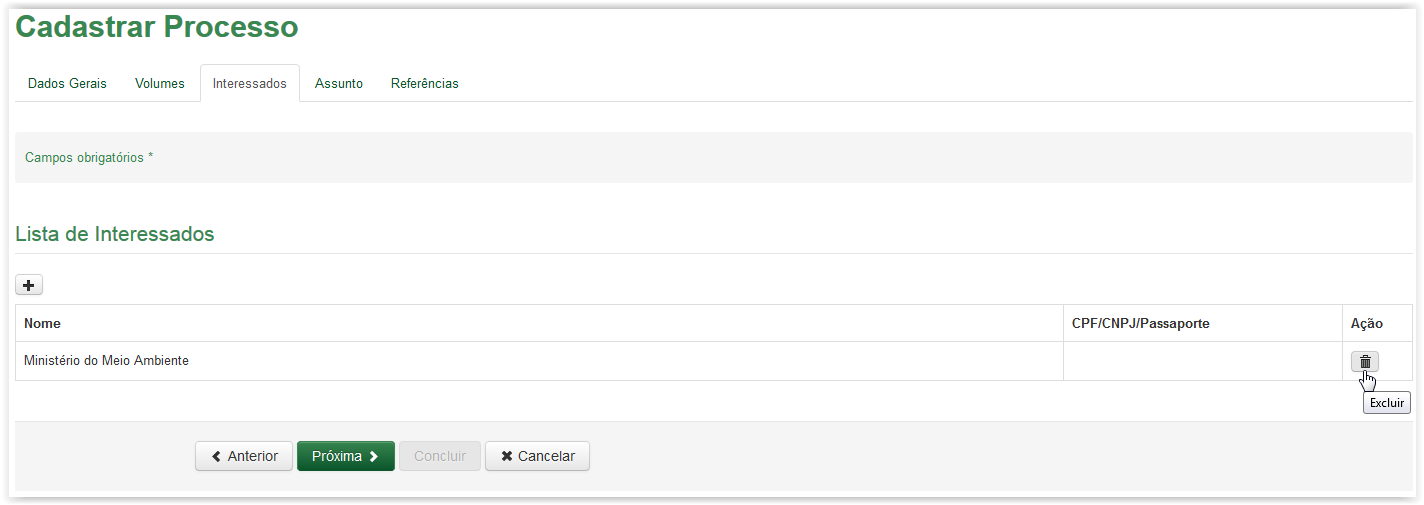 Cadastrar Processo
Dados Gerais Volumes Interessados Assunto Referências
Campos obrigatórios *
Lista de Interessados
Nome CPF/CNPJ/Passaporte Ação
Ministério do Meio Ambiente
Excluir
Anterior Próxima Concluir Cancelar